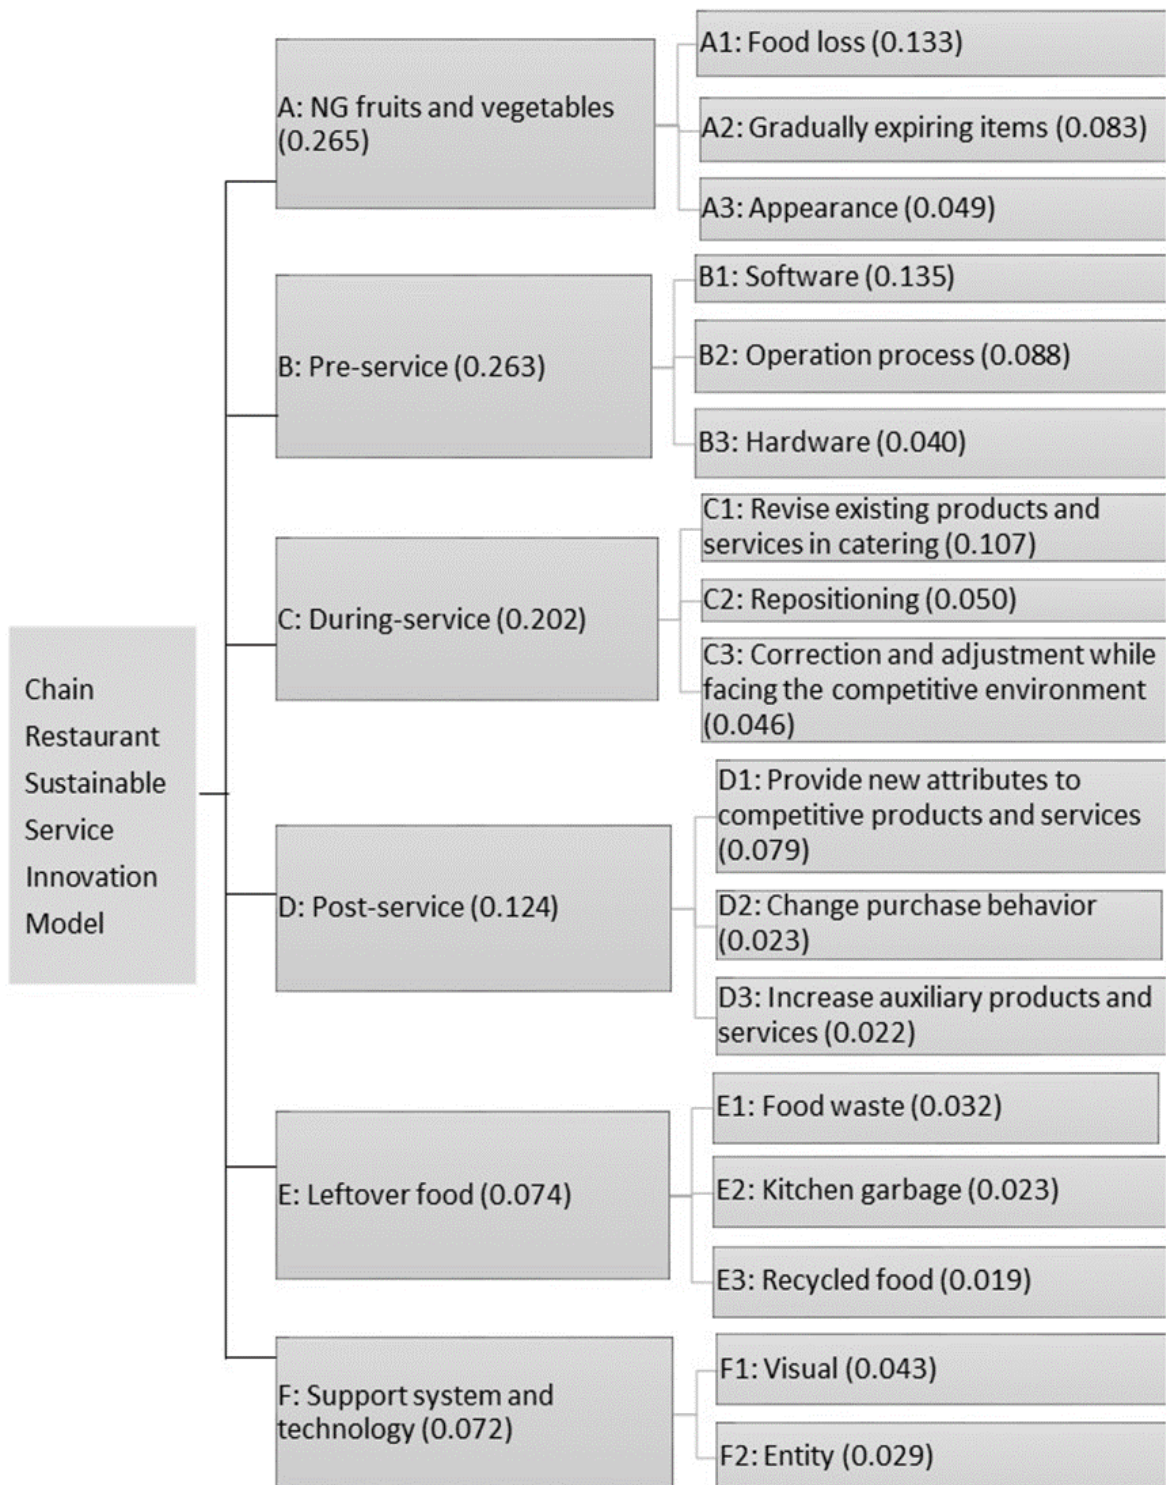 Chain
Restaurant
Sustainable
Service
Innovation
Model
A: NG fruits and vegetables
(0.265)
A1: Food loss (0.133)
A2: Gradually expiring items (0.083)
A3: Appearance (0.049)
B: Pre-service (0.263)
B1: Software (0.135)
B2: Operation process (0.088)
B3: Hardware (0.040)
C: During-service (0.202)
C1: Revise existing products and
services in catering (0.107)
C2: Repositioning (0.050)
C3: Correction and adjustment while
facing the competitive environment
(0.046)
D: Post-service (0.124)
D1: Provide new attributes to
competitive products and services
(0.079)
D2: Change purchase behavior
(0.023)
D3: Increase auxiliary products and
services (0.022)
E: Leftover food (0.074)
E1: Food waste (0.032)
E2: Kitchen garbage (0.023)
E3: Recycled food (0.019)
F: Support system and
technology (0.072)
F1: Visual (0.043)
F2: Entity (0.029)